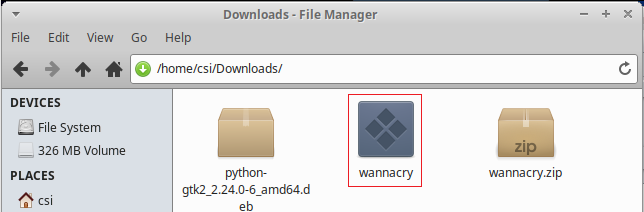 Downloads - File Manager
File Edit View Go Help
/home/csi/Downloads/
DEVICES
File System
326 MB Volume
PLACES
csi
python-
gtk2_2.24.0-6_amd64.d
eb
wannacry
zip
wannacry.zip